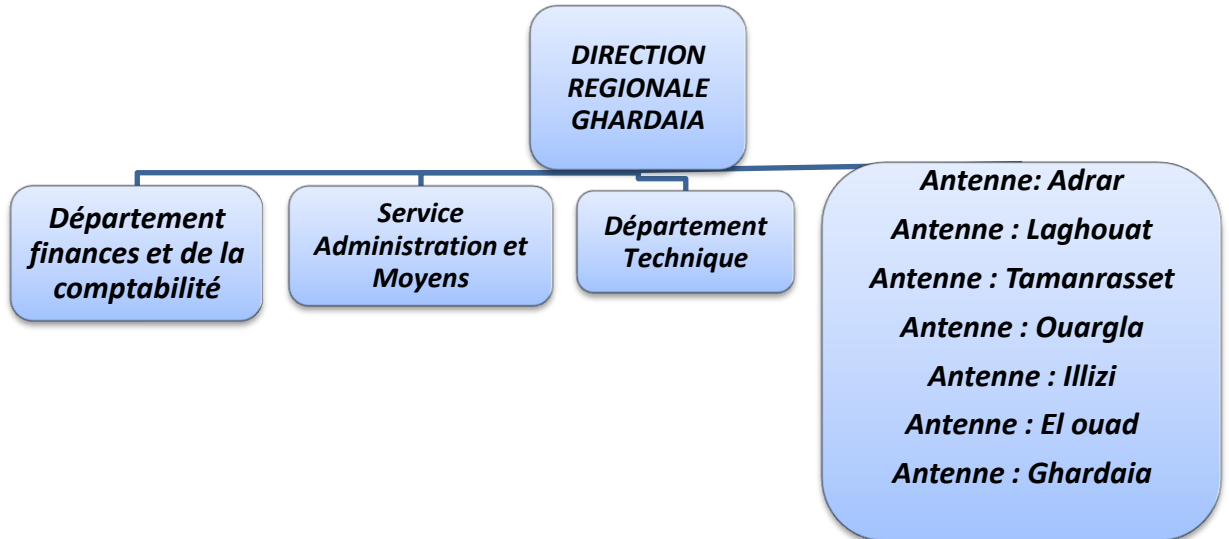 DIRECTION
REGIONALE
GHARDAIA
Département
finances et de la
comptabilité
Service
Administration et
Moyens
Département
Technique
Antenne: Adrar
Antenne : Laghouat
Antenne : Tamanrasset
Antenne : Ouargla
Antenne : Illizi
Antenne : El ouad
Antenne : Ghardaia